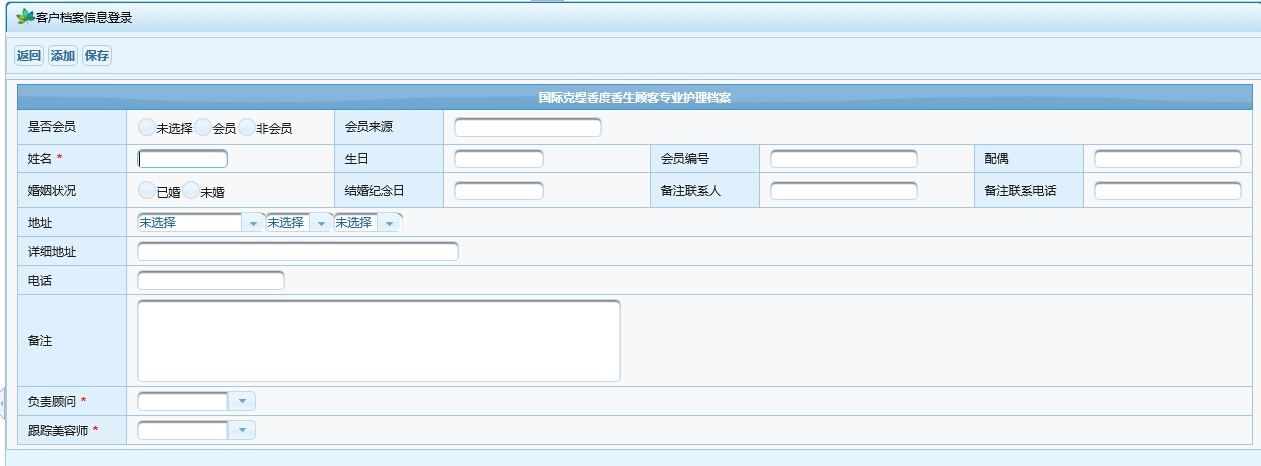 客户档案信息登录
返回 添加 保存
国际克缇香度香生顾客专业护理档案
是否会员 未选择 会员 非会员 会员来源
姓名 * 生日 会员编号 配偶
婚姻状况 已婚 未婚 结婚纪念日 备注联系人 备注联系电话
地址 未选择 未选择 未选择
详细地址
电话
备注
负责顾问 *
跟踪美容师 *